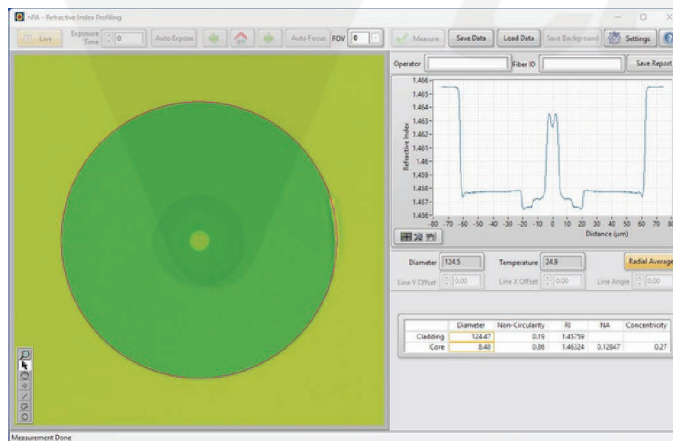 nPA - Refractive Index Profiling
Live Exposure Time 0 Auto Expose Auto Focus FOV 0 Measure Save Data Load Data Save Background Settings
Operator Fiber ID Save Report
Refractive Index
1.466
1.465
1.464
1.463
1.462
1.461
1.46
1.459
1.458
1.457
1.456
-80 -70 -60 -50 -40 -30 -20 -10 0 10 20 30 40 50 60 70 80
Distance (µm)
Diameter 124.5 Temperature 24.9 Radial Average
Line Y Offset 0.00 Line X Offset 0.00 Line Angle 0.00
Diameter Non-Circularity RI NA Concentricity
Cladding 124.47 0.19 1.45759
Core 8.48 0.86 1.46324 0.12847 0.27
Measurement Done